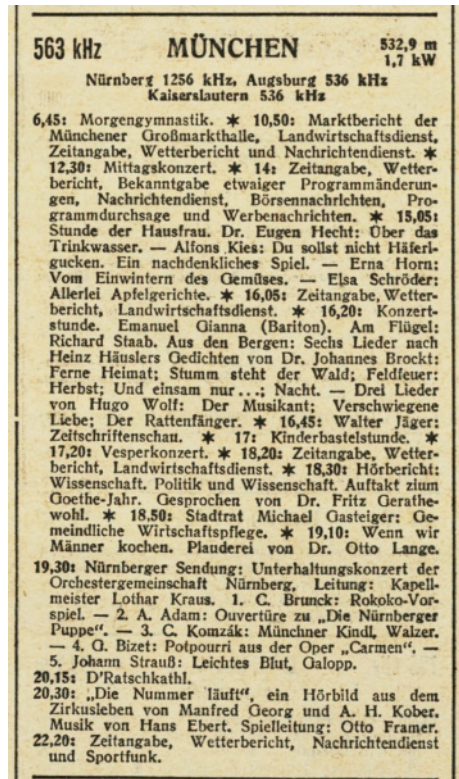 563 kHz MÜNCHEN 532,9 m
1,7 kW
Nürnberg 1256 kHz, Augsburg 536 kHz
Kaiserslautern 536 kHz
6,45: Morgengymnastik. ✶ 10,50: Marktbericht der
Münchener Großmarkthalle, Landwirtschaftsdienst,
Zeitangabe, Wetterbericht und Nachrichtendienst. ✶
12,30: Mittagskonzert. ✶ 14: Zeitangabe, Wetter-
bericht, Bekanntgabe etwaiger Programmänderun-
gen, Nachrichtendienst, Börsennachrichten, Pro-
grammdurchsage und Werbenachrichten. ✶ 15,05:
Stunde der Hausfrau. Dr. Eugen Hecht: Über das
Trinkwasser. — Alfons Kies: Du sollst nicht Häferl-
gucken. Ein nachdenkliches Spiel. — Erna Horn:
Vom Einwintern des Gemüses. — Elsa Schröder:
Allerlei Apfelgerichte. ✶ 16,05: Zeitangabe, Wetter-
bericht, Landwirtschaftsdienst. ✶ 16,20: Konzert-
stunde. Emanuel Gianna (Bariton). Am Flügel:
Richard Staab. Aus den Bergen: Sechs Lieder nach
Heinz Häuslers Gedichten von Dr. Johannes Brockt:
Ferne Heimat; Stumm steht der Wald; Feldfeuer:
Herbst; Und einsam nur...; Nacht. — Drei Lieder
von Hugo Wolf: Der Musikant; Verschwiegene
Liebe; Der Rattenfänger. ✶ 16,45: Walter Jäger:
Zeitschriftenschau. ✶ 17: Kinderbastelstunde. ✶
17,20: Vesperkonzert. ✶ 18,20: Zeitangabe, Wetter-
bericht, Landwirtschaftsdienst. ✶ 18,30: Hörbericht:
Wissenschaft. Politik und Wissenschaft. Auftakt zium
Goethe-Jahr. Gesprochen von Dr. Fritz Gerathe-
wohl. ✶ 18,50: Stadtrat Michael Gasteiger: Ge-
meindliche Wirtschaftspflege. ✶ 19,10: Wenn wir
Männer kochen. Plauderei von Dr. Otto Lange.
19,30: Nürnberger Sendung: Unterhaltungskonzert der
Orchestergemeinschaft Nürnberg. Leitung: Kapell-
meister Lothar Kraus. 1. C. Brunck: Rokoko-Vor-
spiel. — 2. A. Adam: Ouvertüre zu „Die Nürnberger
Puppe“. — 3. C. Komzák: Münchner Kindl, Walzer.
— 4. G. Bizet: Potpourri aus der Oper „Carmen“. —
5. Johann Strauß: Leichtes Blut, Galopp.
20,15: D'Ratschkathl.
20,30: „Die Nummer läuft“, ein Hörbild aus dem
Zirkusleben von Manfred Georg und A. H. Kober.
Musik von Hans Ebert. Spielleitung: Otto Framer.
22,20: Zeitangabe, Wetterbericht, Nachrichtendienst
und Sportfunk.